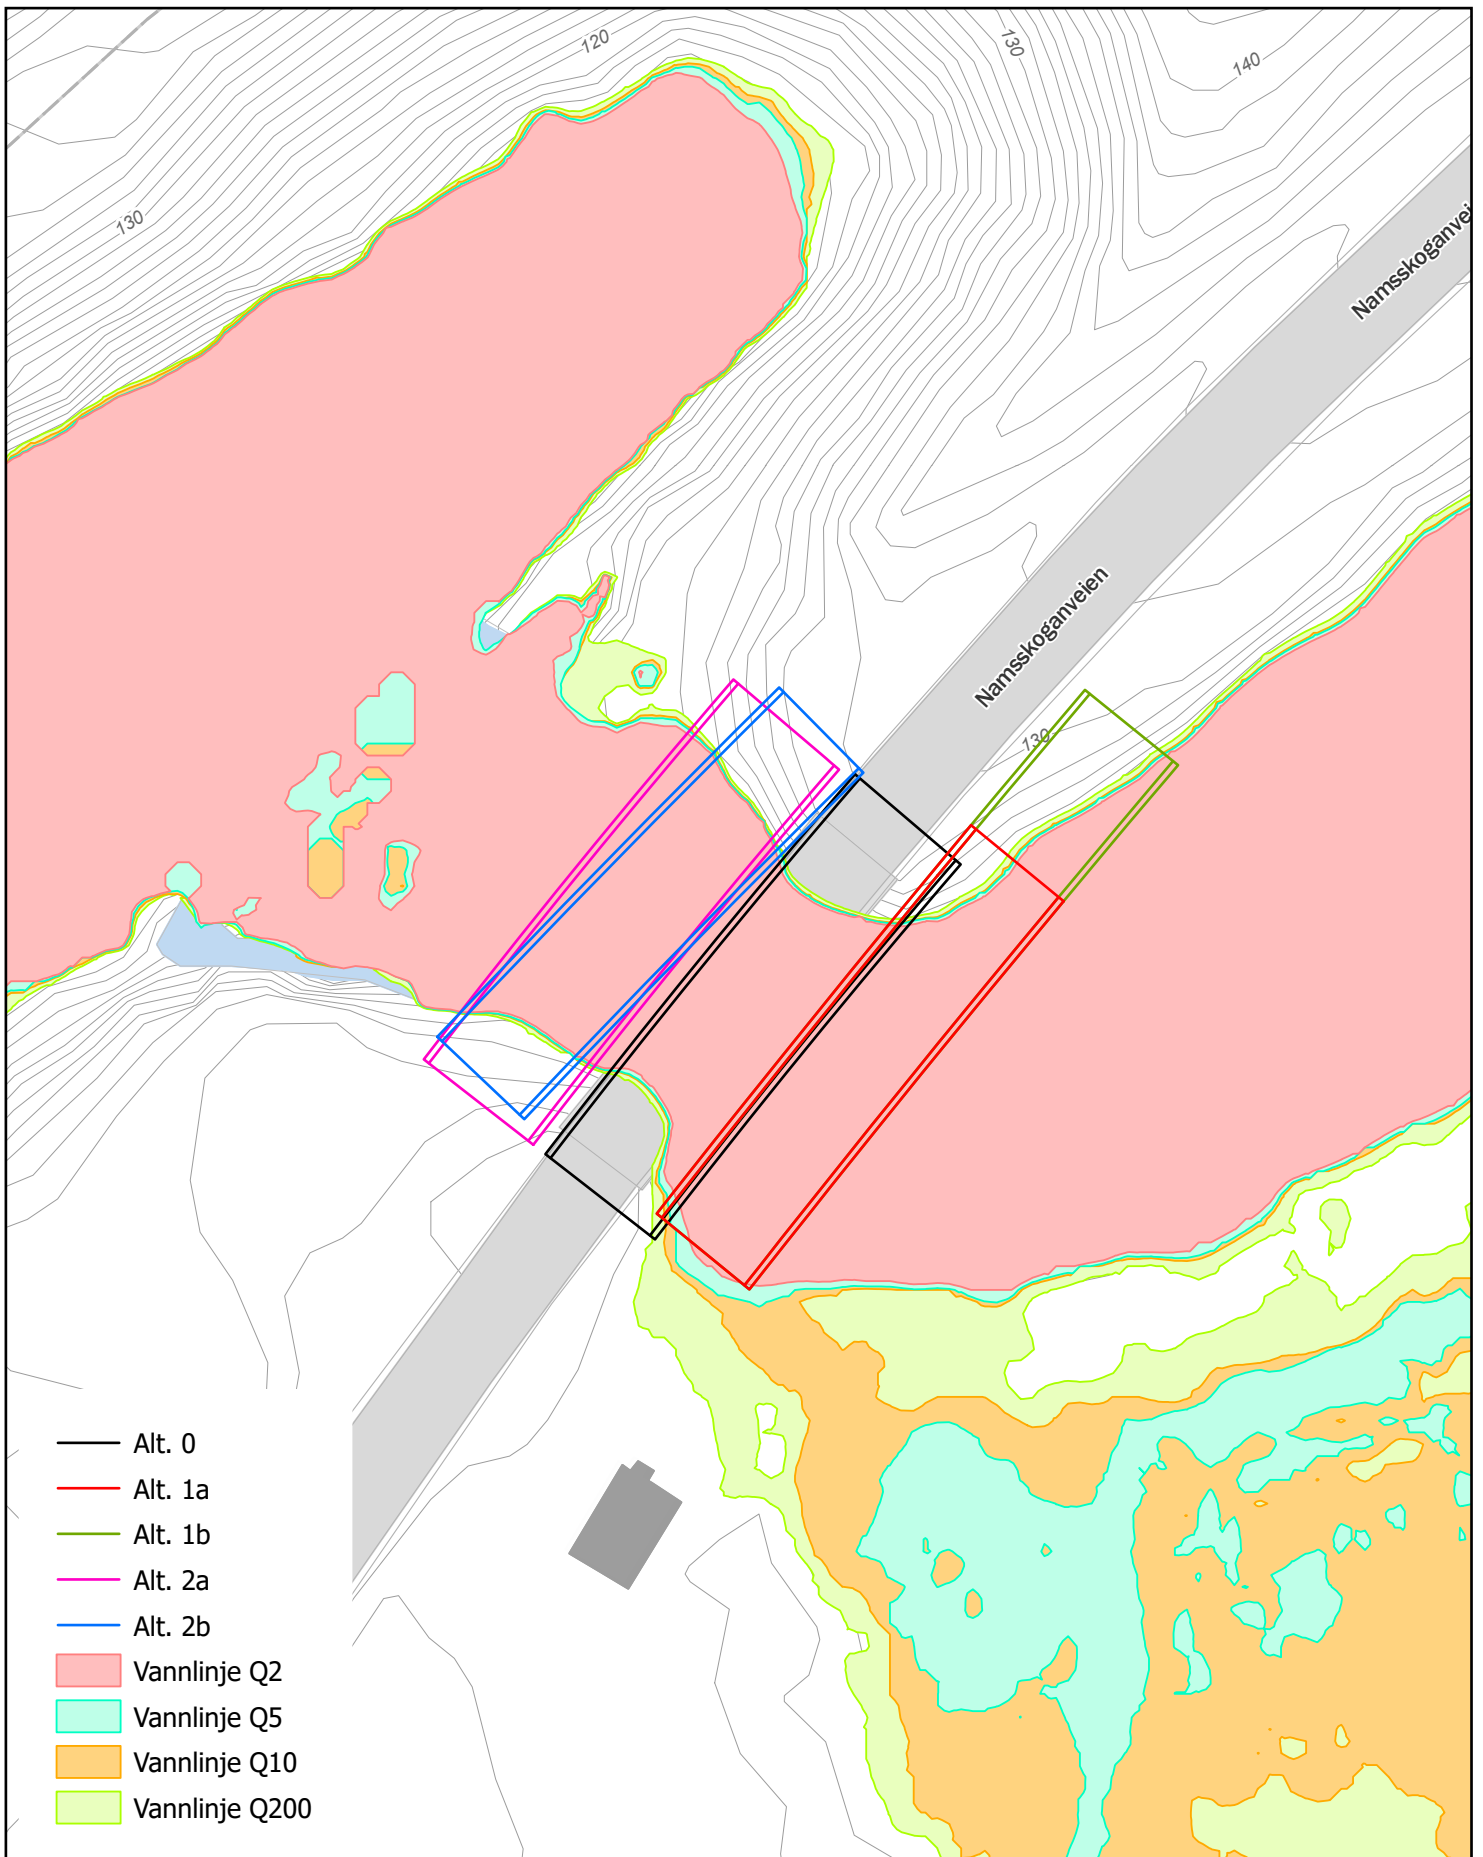 120
130
140
130
Namsskoganvei
Namsskoganveien
130
Alt. 0
Alt. 1a
Alt. 1b
Alt. 2a
Alt. 2b
Vannlinje Q2
Vannlinje Q5
Vannlinje Q10
Vannlinje Q200